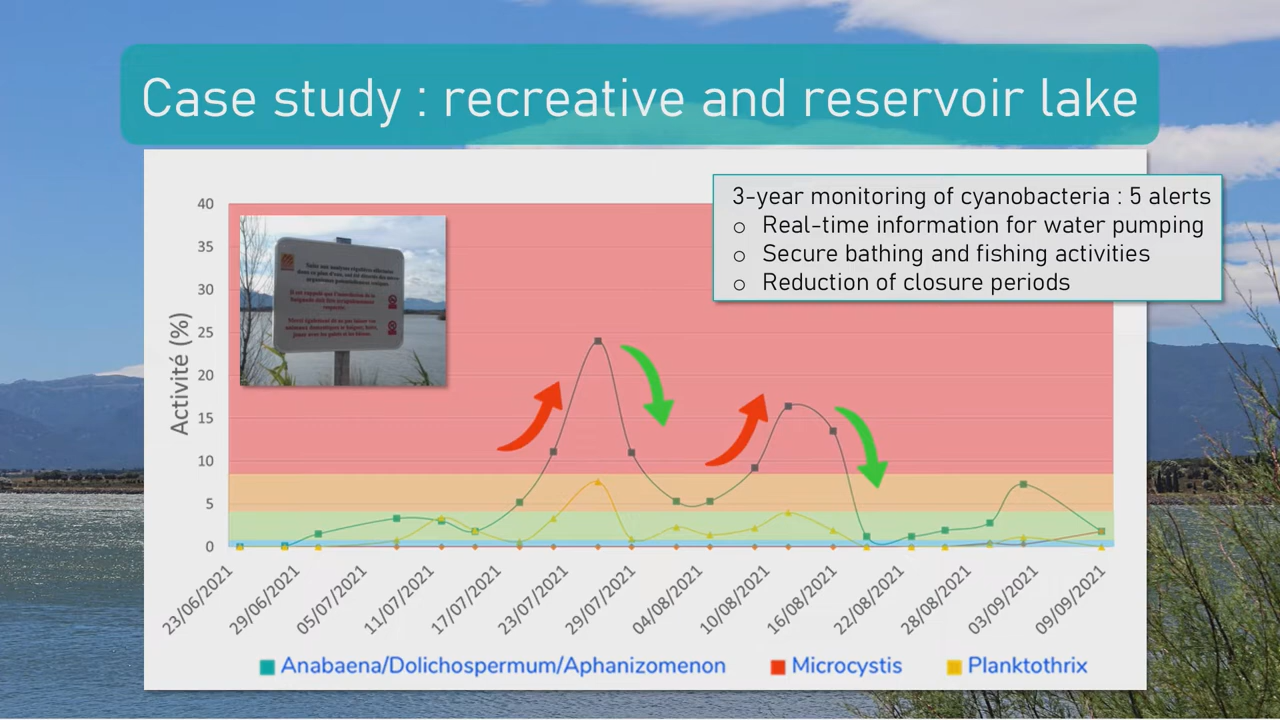 Case study : recreative and reservoir lake
3-year monitoring of cyanobacteria : 5 alerts
o Real-time information for water pumping
o Secure bathing and fishing activities
o Reduction of closure periods
Activité (%)
40
35
30
25
20
15
10
5
0
23/06/2021
29/06/2021
05/07/2021
11/07/2021
17/07/2021
23/07/2021
29/07/2021
04/08/2021
10/08/2021
16/08/2021
22/08/2021
28/08/2021
03/09/2021
09/09/2021
Anabaena/Dolichospermum/Aphanizomenon
Microcystis
Planktothrix